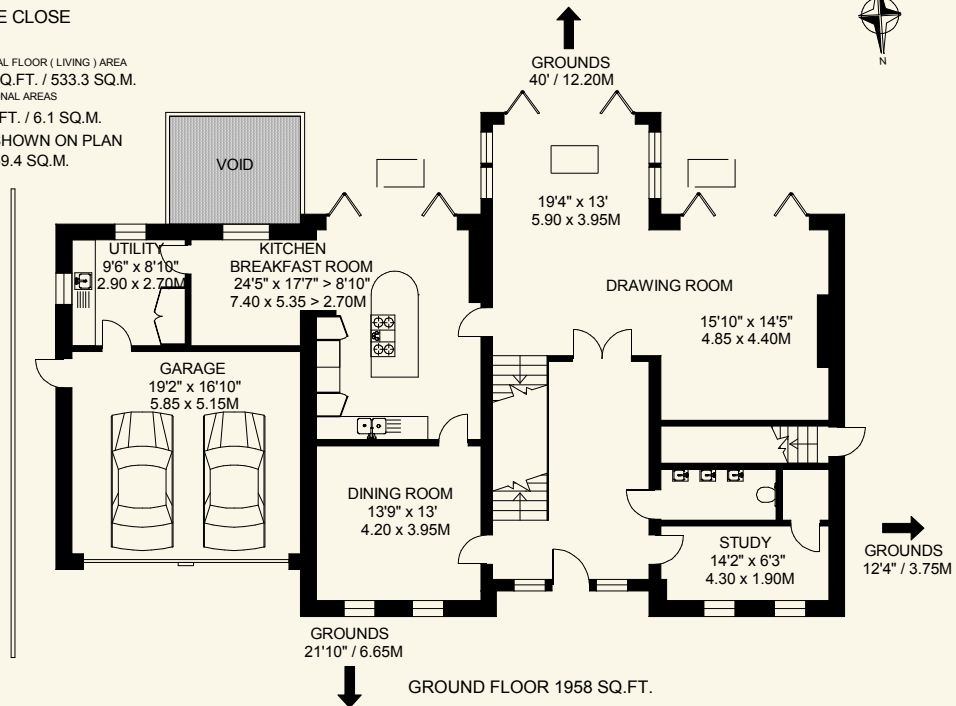 E CLOSE
AL FLOOR ( LIVING ) AREA
Q.FT. / 533.3 SQ.M.
NAL AREAS
FT. / 6.1 SQ.M.
HOWN ON PLAN
9.4 SQ.M.
GROUNDS
40' / 12.20M
N
VOID
19'4" x 13'
5.90 x 3.95M
UTILITY
9'6" x 8'10"
2.90 x 2.70M
KITCHEN
BREAKFAST ROOM
24'5" x 17'7" > 8'10"
7.40 x 5.35 > 2.70M
DRAWING ROOM
15'10" x 14'5"
4.85 x 4.40M
GARAGE
19'2" x 16'10"
5.85 x 5.15M
DINING ROOM
13'9" x 13'
4.20 x 3.95M
STUDY
14'2" x 6'3"
4.30 x 1.90M
GROUNDS
12'4" / 3.75M
GROUNDS
21'10" / 6.65M
GROUND FLOOR 1958 SQ.FT.